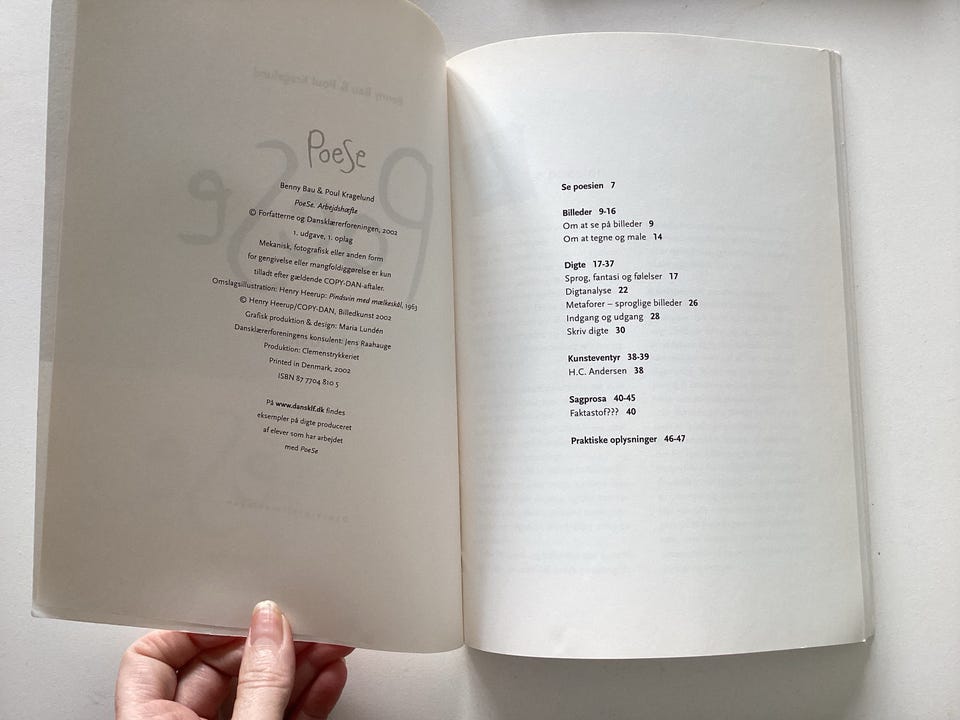 PoeSe
Benny Bau & Poul Kragelund
PoeSe. Arbejdshæfte
© Forfatterne og Dansklærerforeningen, 2002
1. udgave, 1. oplag
Mekanisk, fotografisk eller anden form
for gengivelse eller mangfoldiggørelse er kun
tilladt efter gældende COPY-DAN-aftaler.
Omslagsillustration: Henry Heerup: Pindsvin med mælkeskål, 1963
© Henry Heerup/COPY-DAN, Billedkunst 2002
Grafisk produktion & design: Maria Lundén
Dansklærerforeningens konsulent: Jens Raahauge
Produktion: Clemenstrykkeriet
Printed in Denmark, 2002
ISBN 87 7704 810 5
På www.dansklf.dk findes
eksempler på digte produceret
af elever som har arbejdet
med PoeSe
Se poesien 7
Billeder 9-16
Om at se på billeder 9
Om at tegne og male 14
Digte 17-37
Sprog, fantasi og følelser 17
Digtanalyse 22
Metaforer – sproglige billeder 26
Indgang og udgang 28
Skriv digte 30
Kunsteventyr 38-39
H.C. Andersen 38
Sagprosa 40-45
Faktastof??? 40
Praktiske oplysninger 46-47